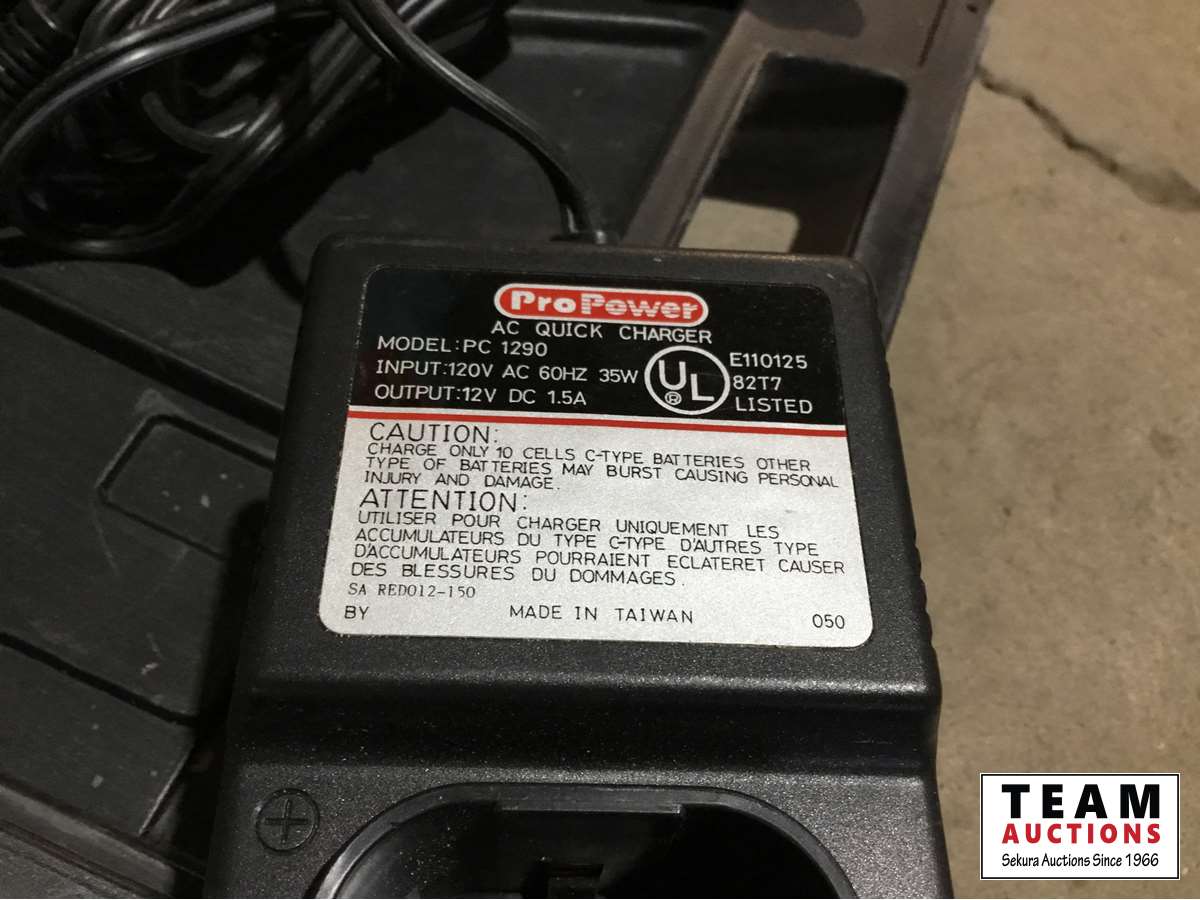 ProPower
AC QUICK CHARGER
MODEL:PC 1290
INPUT:120V AC 60HZ 35W
OUTPUT:12V DC 1.5A
UL
®
E110125
82T7
LISTED
CAUTION:
CHARGE ONLY 10 CELLS C-TYPE BATTERIES OTHER
TYPE OF BATTERIES MAY BURST CAUSING PERSONAL
INJURY AND DAMAGE.
ATTENTION:
UTILISER POUR CHARGER UNIQUEMENT LES
ACCUMULATEURS DU TYPE C-TYPE D'AUTRES TYPE
D'ACCUMULATEURS POURRAIENT ECLATERET CAUSER
DES BLESSURES DU DOMMAGES.
SA RED012-150
BY MADE IN TAIWAN 050
+
TEAM
AUCTIONS
Sekura Auctions Since 1966